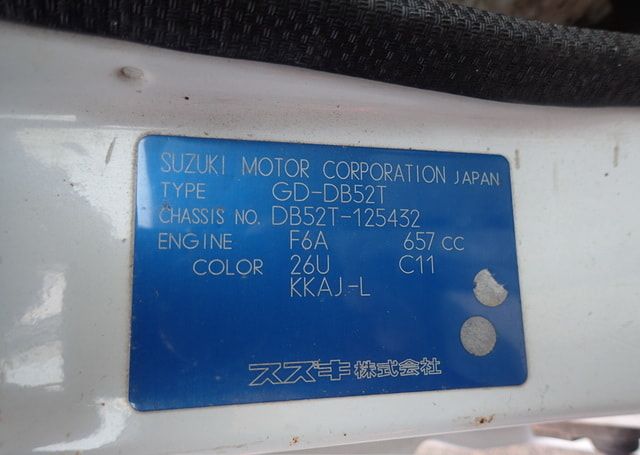 SUZUKI MOTOR CORPORATION JAPAN
TYPE GD-DB52T
CHASSIS NO. DB52T-125432
ENGINE F6A 657 CC
COLOR 26U C11
KKAJ-L
スズキ株式会社